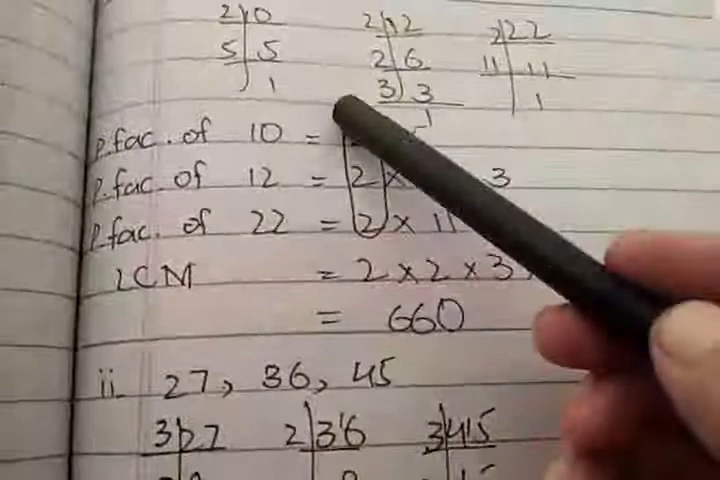 2 10 2 12 2 22
5 5 2 6 11 11
1 3 3 1
1
P.fac. of 10 =
P.fac. of 12 = 2 × 3
P.fac. of 22 = 2 × 11
LCM = 2 × 2 × 3
= 660
ii 27, 36, 45
3 27 2 36 3 45